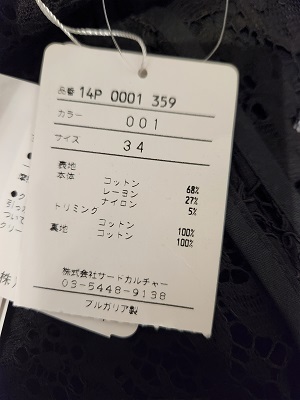 品番 14P 0001 359
カラー 001
サイズ 34
表地
本体 コットン 68%
レーヨン 27%
ナイロン 5%
トリミング
コットン 100%
裏地 コットン 100%
株式会社サードカルチャー
03-5448-9138
ブルガリア製